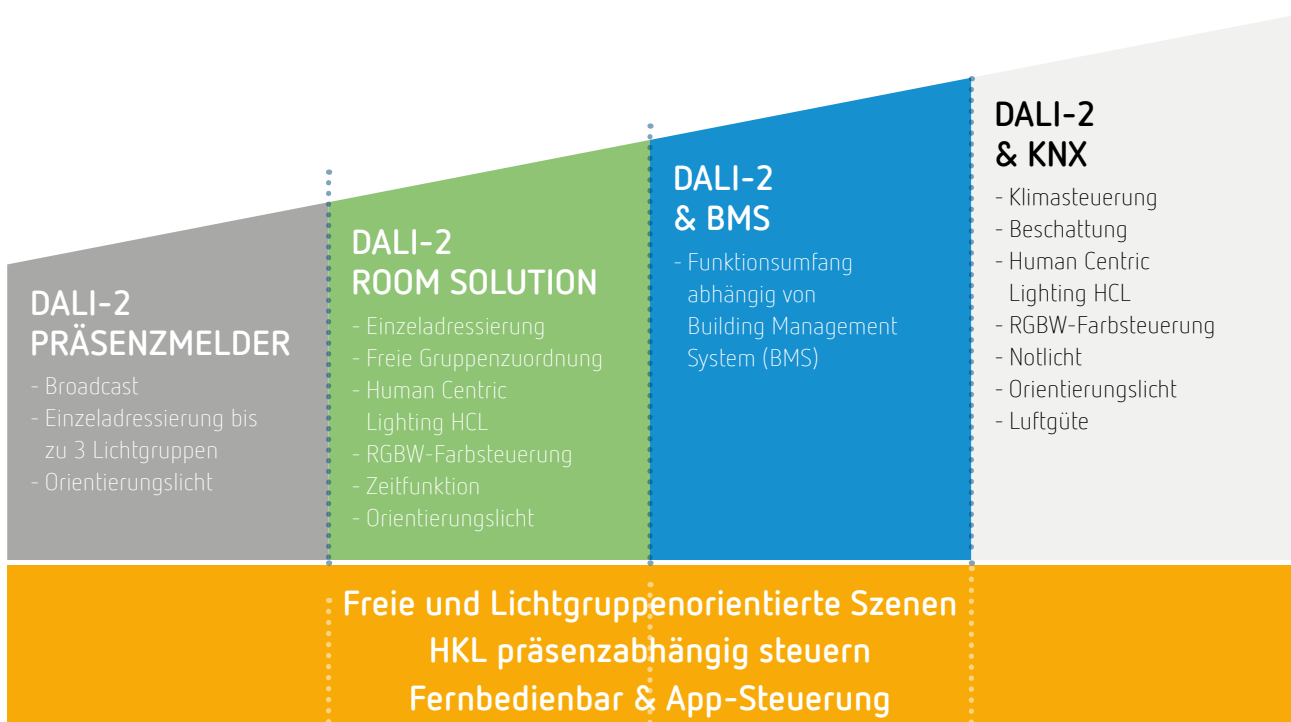 DALI-2
PRÄSENZMELDER
- Broadcast
- Einzeladressierung bis
zu 3 Lichtgruppen
- Orientierungslicht
DALI-2
ROOM SOLUTION
- Einzeladressierung
- Freie Gruppenzuordnung
- Human Centric
Lighting HCL
- RGBW-Farbsteuerung
- Zeitfunktion
- Orientierungslicht
DALI-2
& BMS
- Funktionsumfang
abhängig von
Building Management
System (BMS)
DALI-2
& KNX
- Klimasteuerung
- Beschattung
- Human Centric
Lighting HCL
- RGBW-Farbsteuerung
- Notlicht
- Orientierungslicht
- Luftgüte
Freie und Lichtgruppenorientierte Szenen
HKL präsenzabhängig steuern
Fernbedienbar & App-Steuerung